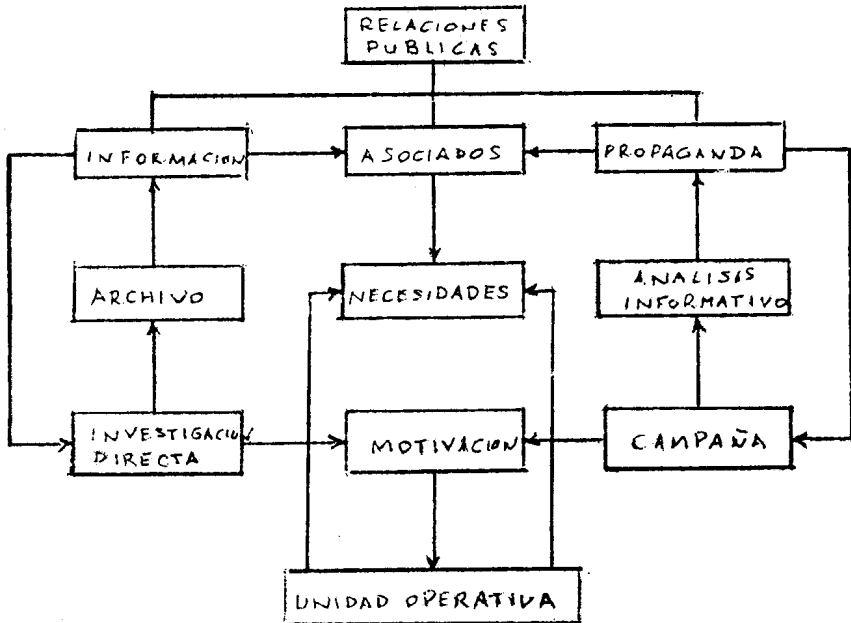 RELACIONES
PUBLICAS
INFORMACION
ASOCIADOS
PROPAGANDA
ARCHIVO
NECESIDADES
ANALISIS
INFORMATIVO
INVESTIGACION
DIRECTA
MOTIVACION
CAMPAÑA
UNIDAD OPERATIVA